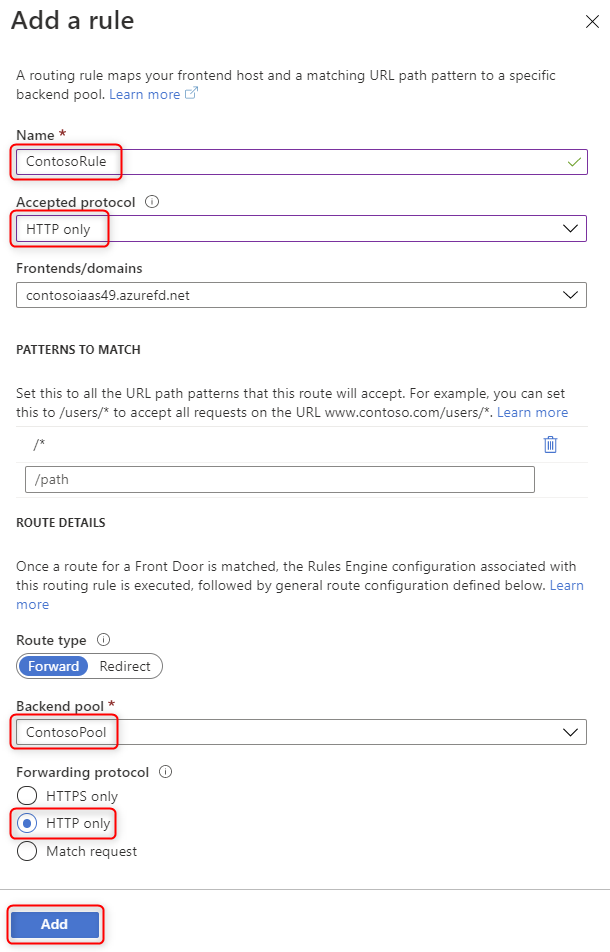 Add a rule
A routing rule maps your frontend host and a matching URL path pattern to a specific
backend pool. Learn more
Name *
ContosoRule
Accepted protocol
HTTP only
Frontends/domains
contosoiaas49.azurefd.net
PATTERNS TO MATCH
Set this to all the URL path patterns that this route will accept. For example, you can set
this to /users/* to accept all requests on the URL www.contoso.com/users/*. Learn more
/*
/path
ROUTE DETAILS
Once a route for a Front Door is matched, the Rules Engine configuration associated with
this routing rule is executed, followed by general route configuration defined below. Learn
more
Route type
Forward Redirect
Backend pool *
ContosoPool
Forwarding protocol
HTTPS only
HTTP only
Match request
Add